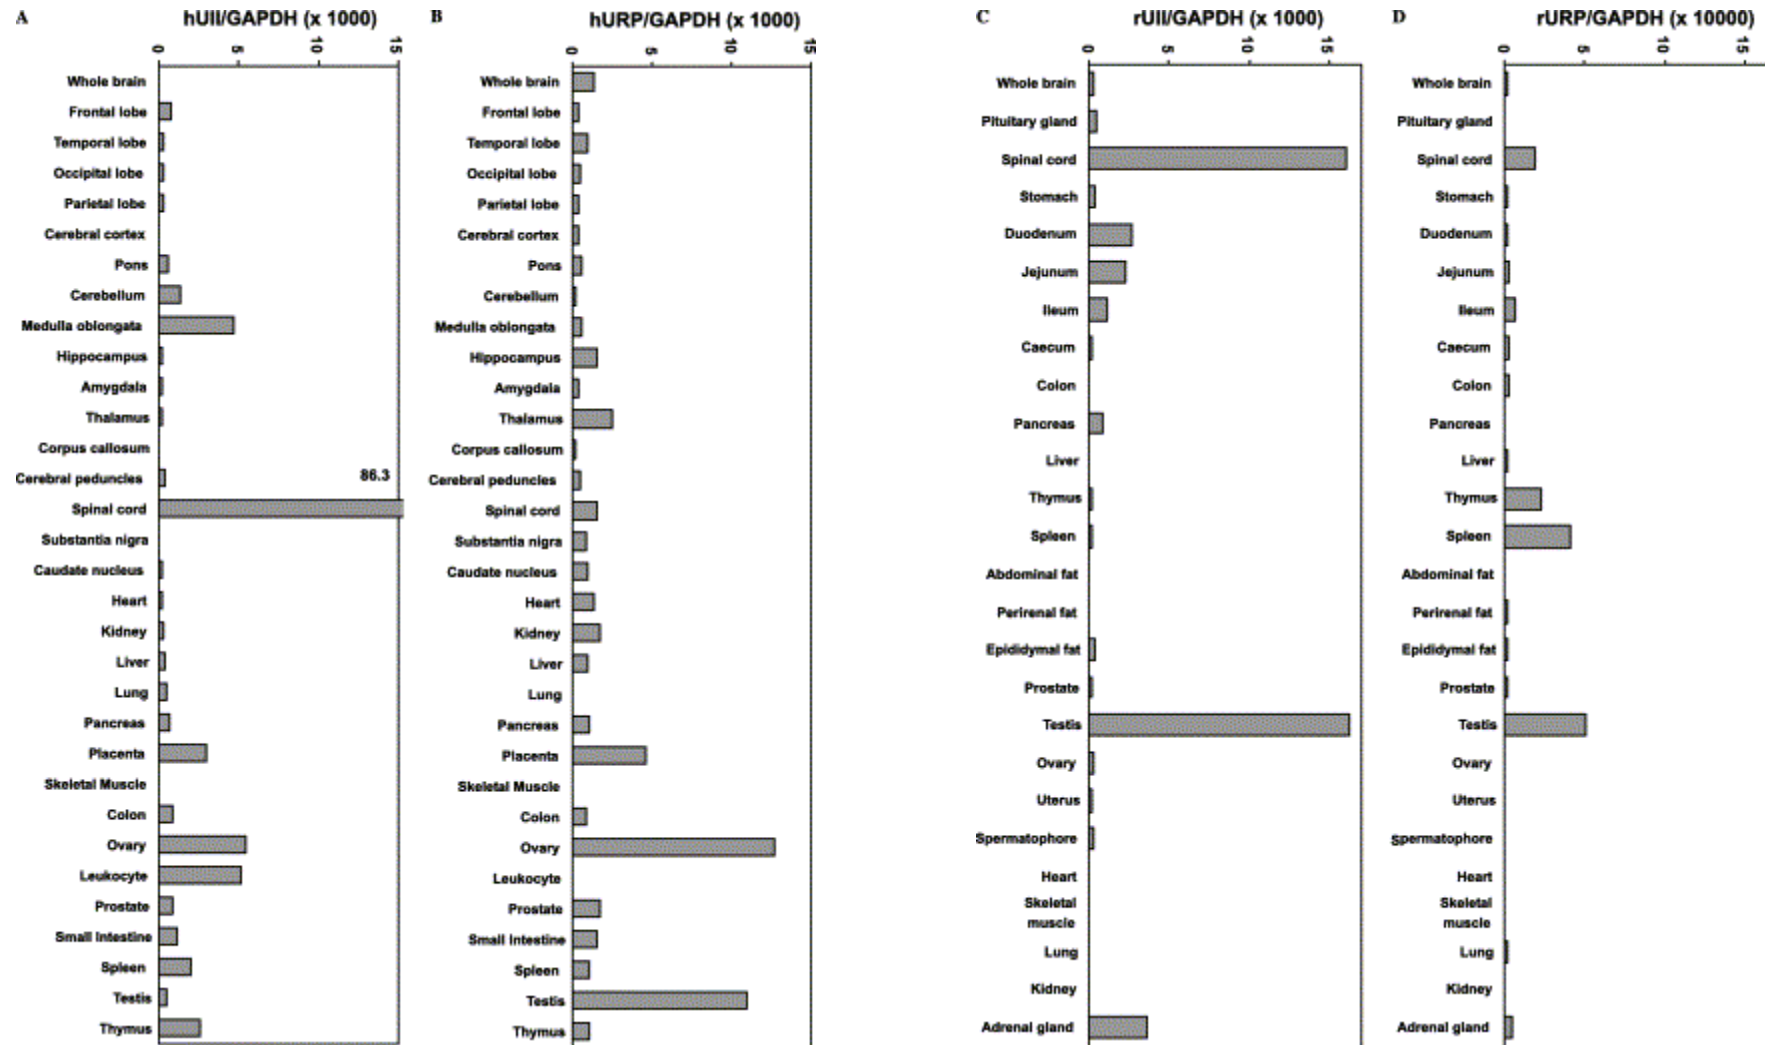 A hUII/GAPDH (x 1000)
0 5 10 15
Whole brain
Frontal lobe
Temporal lobe
Occipital lobe
Parietal lobe
Cerebral cortex
Pons
Cerebellum
Medulla oblongata
Hippocampus
Amygdala
Thalamus
Corpus callosum
Cerebral peduncles
86.3
Spinal cord
Substantia nigra
Caudate nucleus
Heart
Kidney
Liver
Lung
Pancreas
Placenta
Skeletal Muscle
Colon
Ovary
Leukocyte
Prostate
Small Intestine
Spleen
Testis
Thymus
B hURP/GAPDH (x 1000)
0 5 10 15
Whole brain
Frontal lobe
Temporal lobe
Occipital lobe
Parietal lobe
Cerebral cortex
Pons
Cerebellum
Medulla oblongata
Hippocampus
Amygdala
Thalamus
Corpus callosum
Cerebral peduncles
Spinal cord
Substantia nigra
Caudate nucleus
Heart
Kidney
Liver
Lung
Pancreas
Placenta
Skeletal Muscle
Colon
Ovary
Leukocyte
Prostate
Small Intestine
Spleen
Testis
Thymus
C rUII/GAPDH (x 1000)
0 5 10 15
Whole brain
Pituitary gland
Spinal cord
Stomach
Duodenum
Jejunum
Ileum
Caecum
Colon
Pancreas
Liver
Thymus
Spleen
Abdominal fat
Perirenal fat
Epididymal fat
Prostate
Testis
Ovary
Uterus
Spermatophore
Heart
Skeletal
muscle
Lung
Kidney
Adrenal gland
D rURP/GAPDH (x 10000)
0 5 10 15
Whole brain
Pituitary gland
Spinal cord
Stomach
Duodenum
Jejunum
Ileum
Caecum
Colon
Pancreas
Liver
Thymus
Spleen
Abdominal fat
Perirenal fat
Epididymal fat
Prostate
Testis
Ovary
Uterus
Spermatophore
Heart
Skeletal
muscle
Lung
Kidney
Adrenal gland